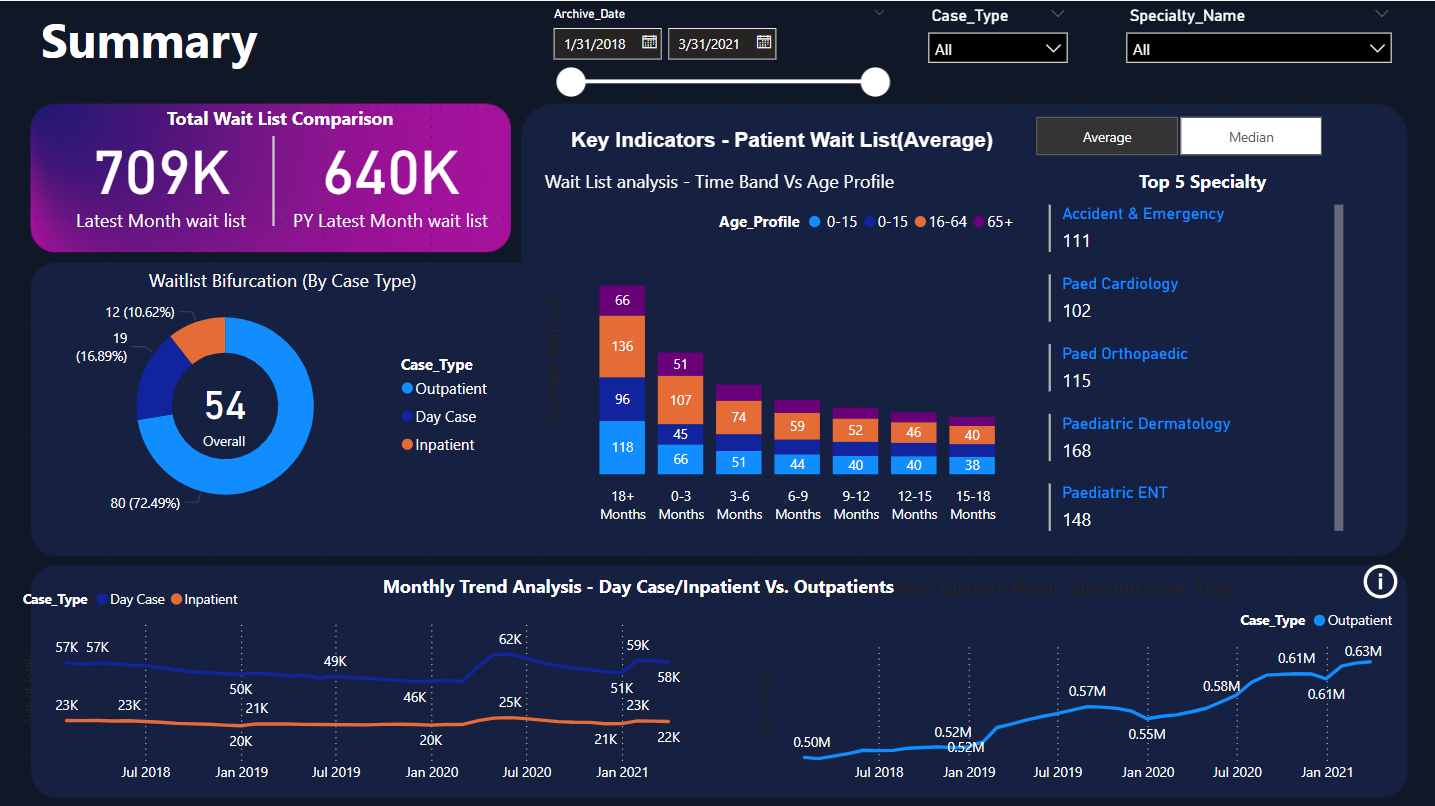 Summary
Archive_Date
1/31/2018
3/31/2021
Case_Type
All
Specialty_Name
All
Total Wait List Comparison
709K
Latest Month wait list
640K
PY Latest Month wait list
Key Indicators - Patient Wait List(Average)
Average
Median
Wait List analysis - Time Band Vs Age Profile
Age_Profile 0-15 0-15 16-64 65+
66
136
96
118
51
107
45
66
74
51
59
44
52
40
46
40
40
38
18+
Months
0-3
Months
3-6
Months
6-9
Months
9-12
Months
12-15
Months
15-18
Months
Top 5 Specialty
Accident & Emergency
111
Paed Cardiology
102
Paed Orthopaedic
115
Paediatric Dermatology
168
Paediatric ENT
148
Waitlist Bifurcation (By Case Type)
12 (10.62%)
19
(16.89%)
54
Overall
80 (72.49%)
Case_Type
Outpatient
Day Case
Inpatient
Monthly Trend Analysis - Day Case/Inpatient Vs. Outpatients
Year, Quarter, Month, Day and Case_Type
Case_Type Day Case Inpatient
Sum of Total
57K 57K
50K
49K
46K
62K
51K
59K
58K
23K
23K
20K
21K
20K
25K
21K
23K
22K
Jul 2018 Jan 2019 Jul 2019 Jan 2020 Jul 2020 Jan 2021
Case_Type Outpatient
0.50M
0.52M
0.52M
0.57M
0.55M
0.58M
0.61M
0.61M
0.63M
Jul 2018 Jan 2019 Jul 2019 Jan 2020 Jul 2020 Jan 2021